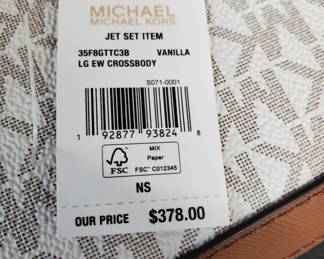 MICHAEL
MICHAEL KORS
JET SET ITEM
35F8GTTC3B VANILLA
LG EW CROSSBODY
S071-0001
1 92877 93824 8
FSC
MIX
Paper
FSC™ C012345
NS
OUR PRICE $378.00